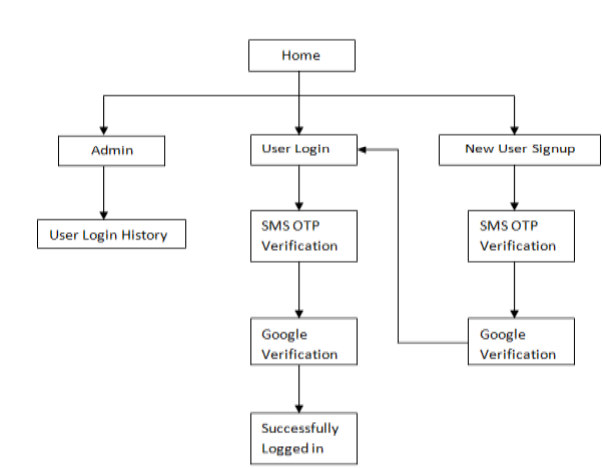 Home
Admin
User Login
New User Signup
User Login History
SMS OTP
Verification
SMS OTP
Verification
Google
Verification
Google
Verification
Successfully
Logged in